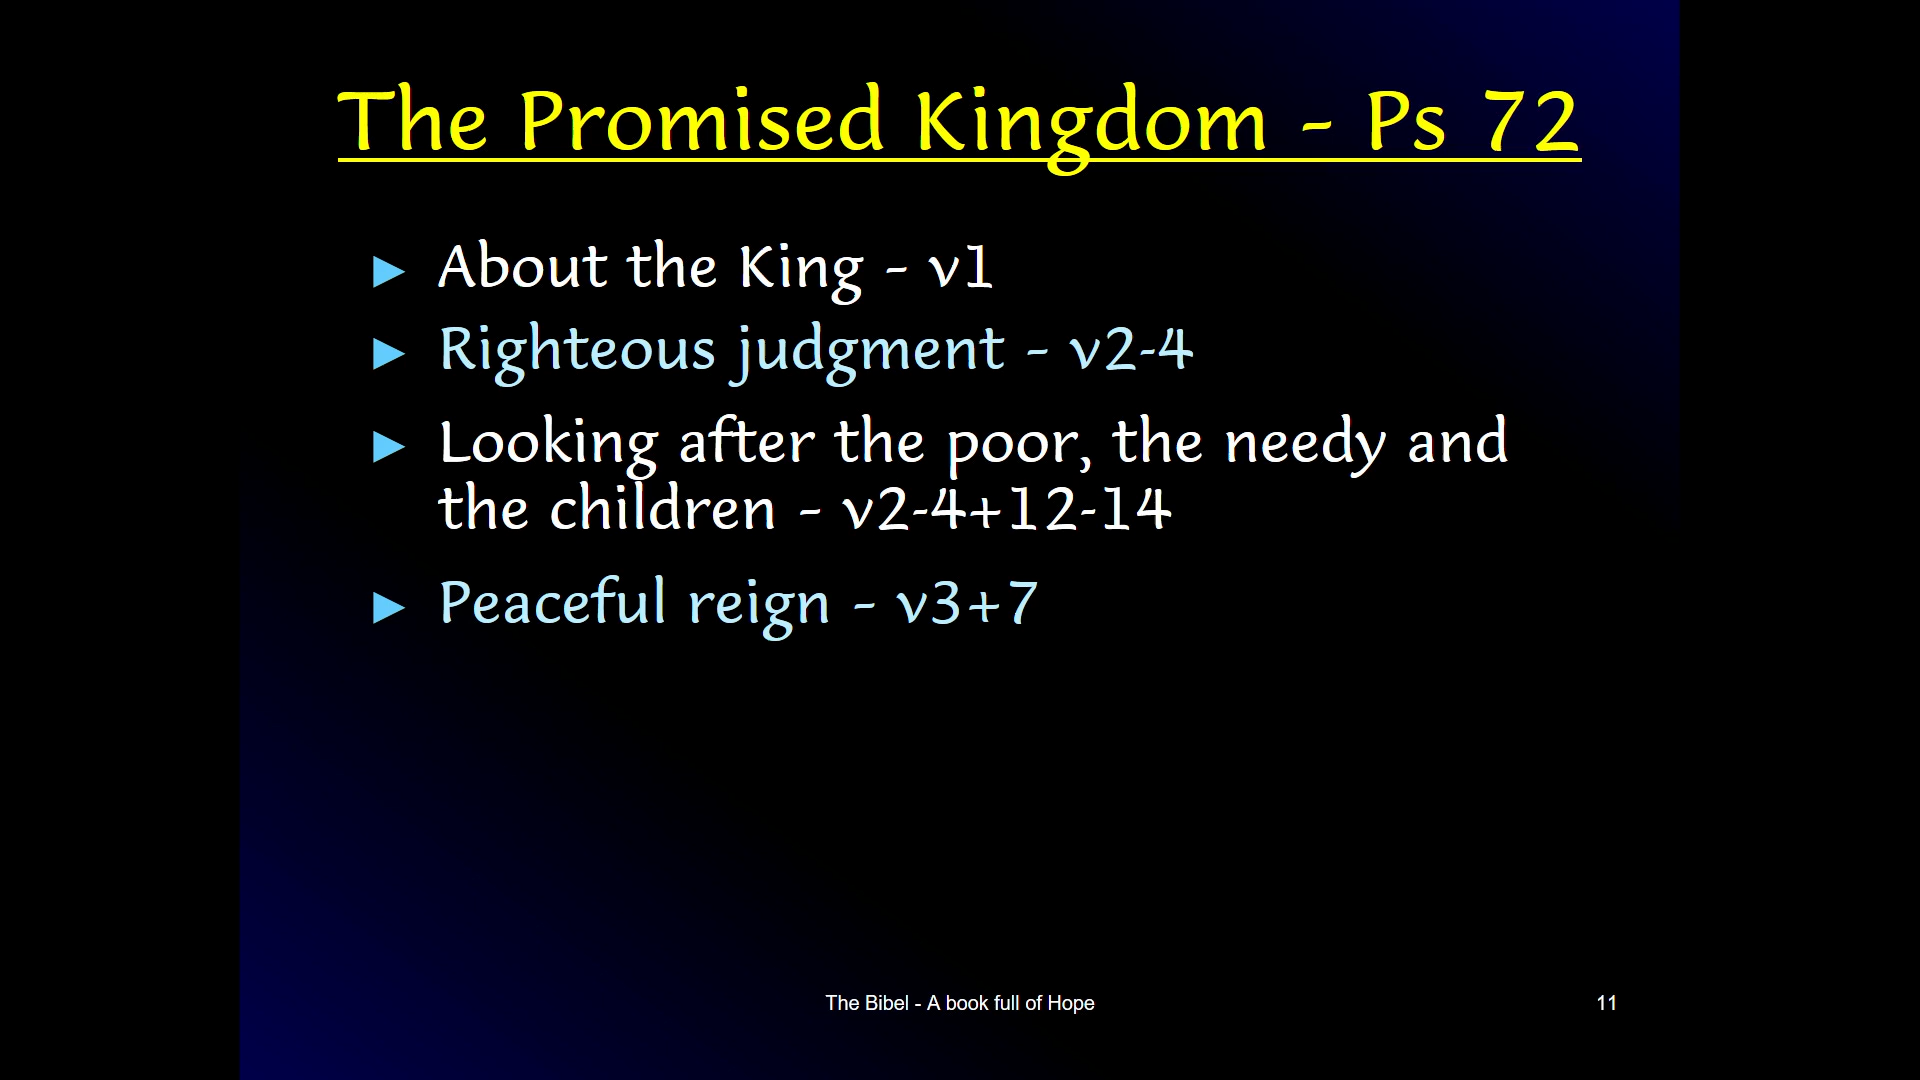 The Promised Kingdom - Ps 72
► About the King - v1
► Righteous judgment - v2-4
► Looking after the poor, the needy and
the children - v2-4+12-14
► Peaceful reign - v3+7
The Bibel - A book full of Hope
11